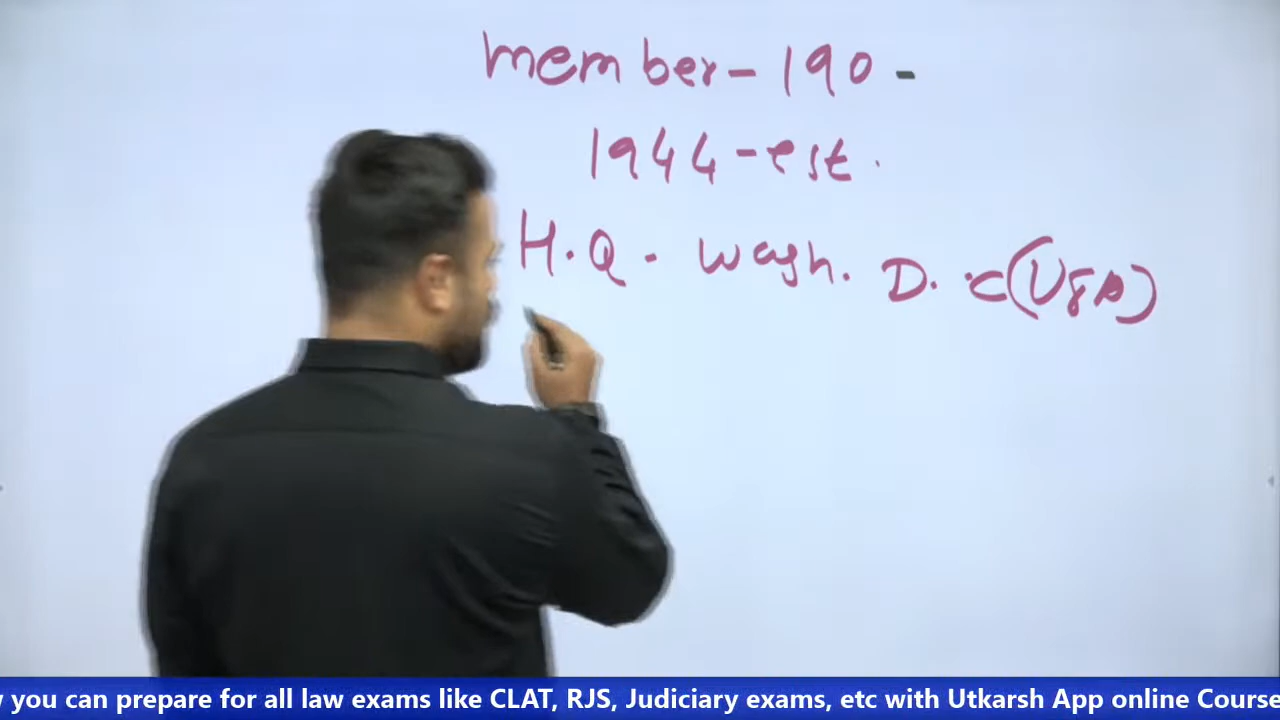 member - 190 -
1944 - est.
H.Q. wash. D.C (USA)
you can prepare for all law exams like CLAT, RJS, Judiciary exams, etc with Utkarsh App online Course